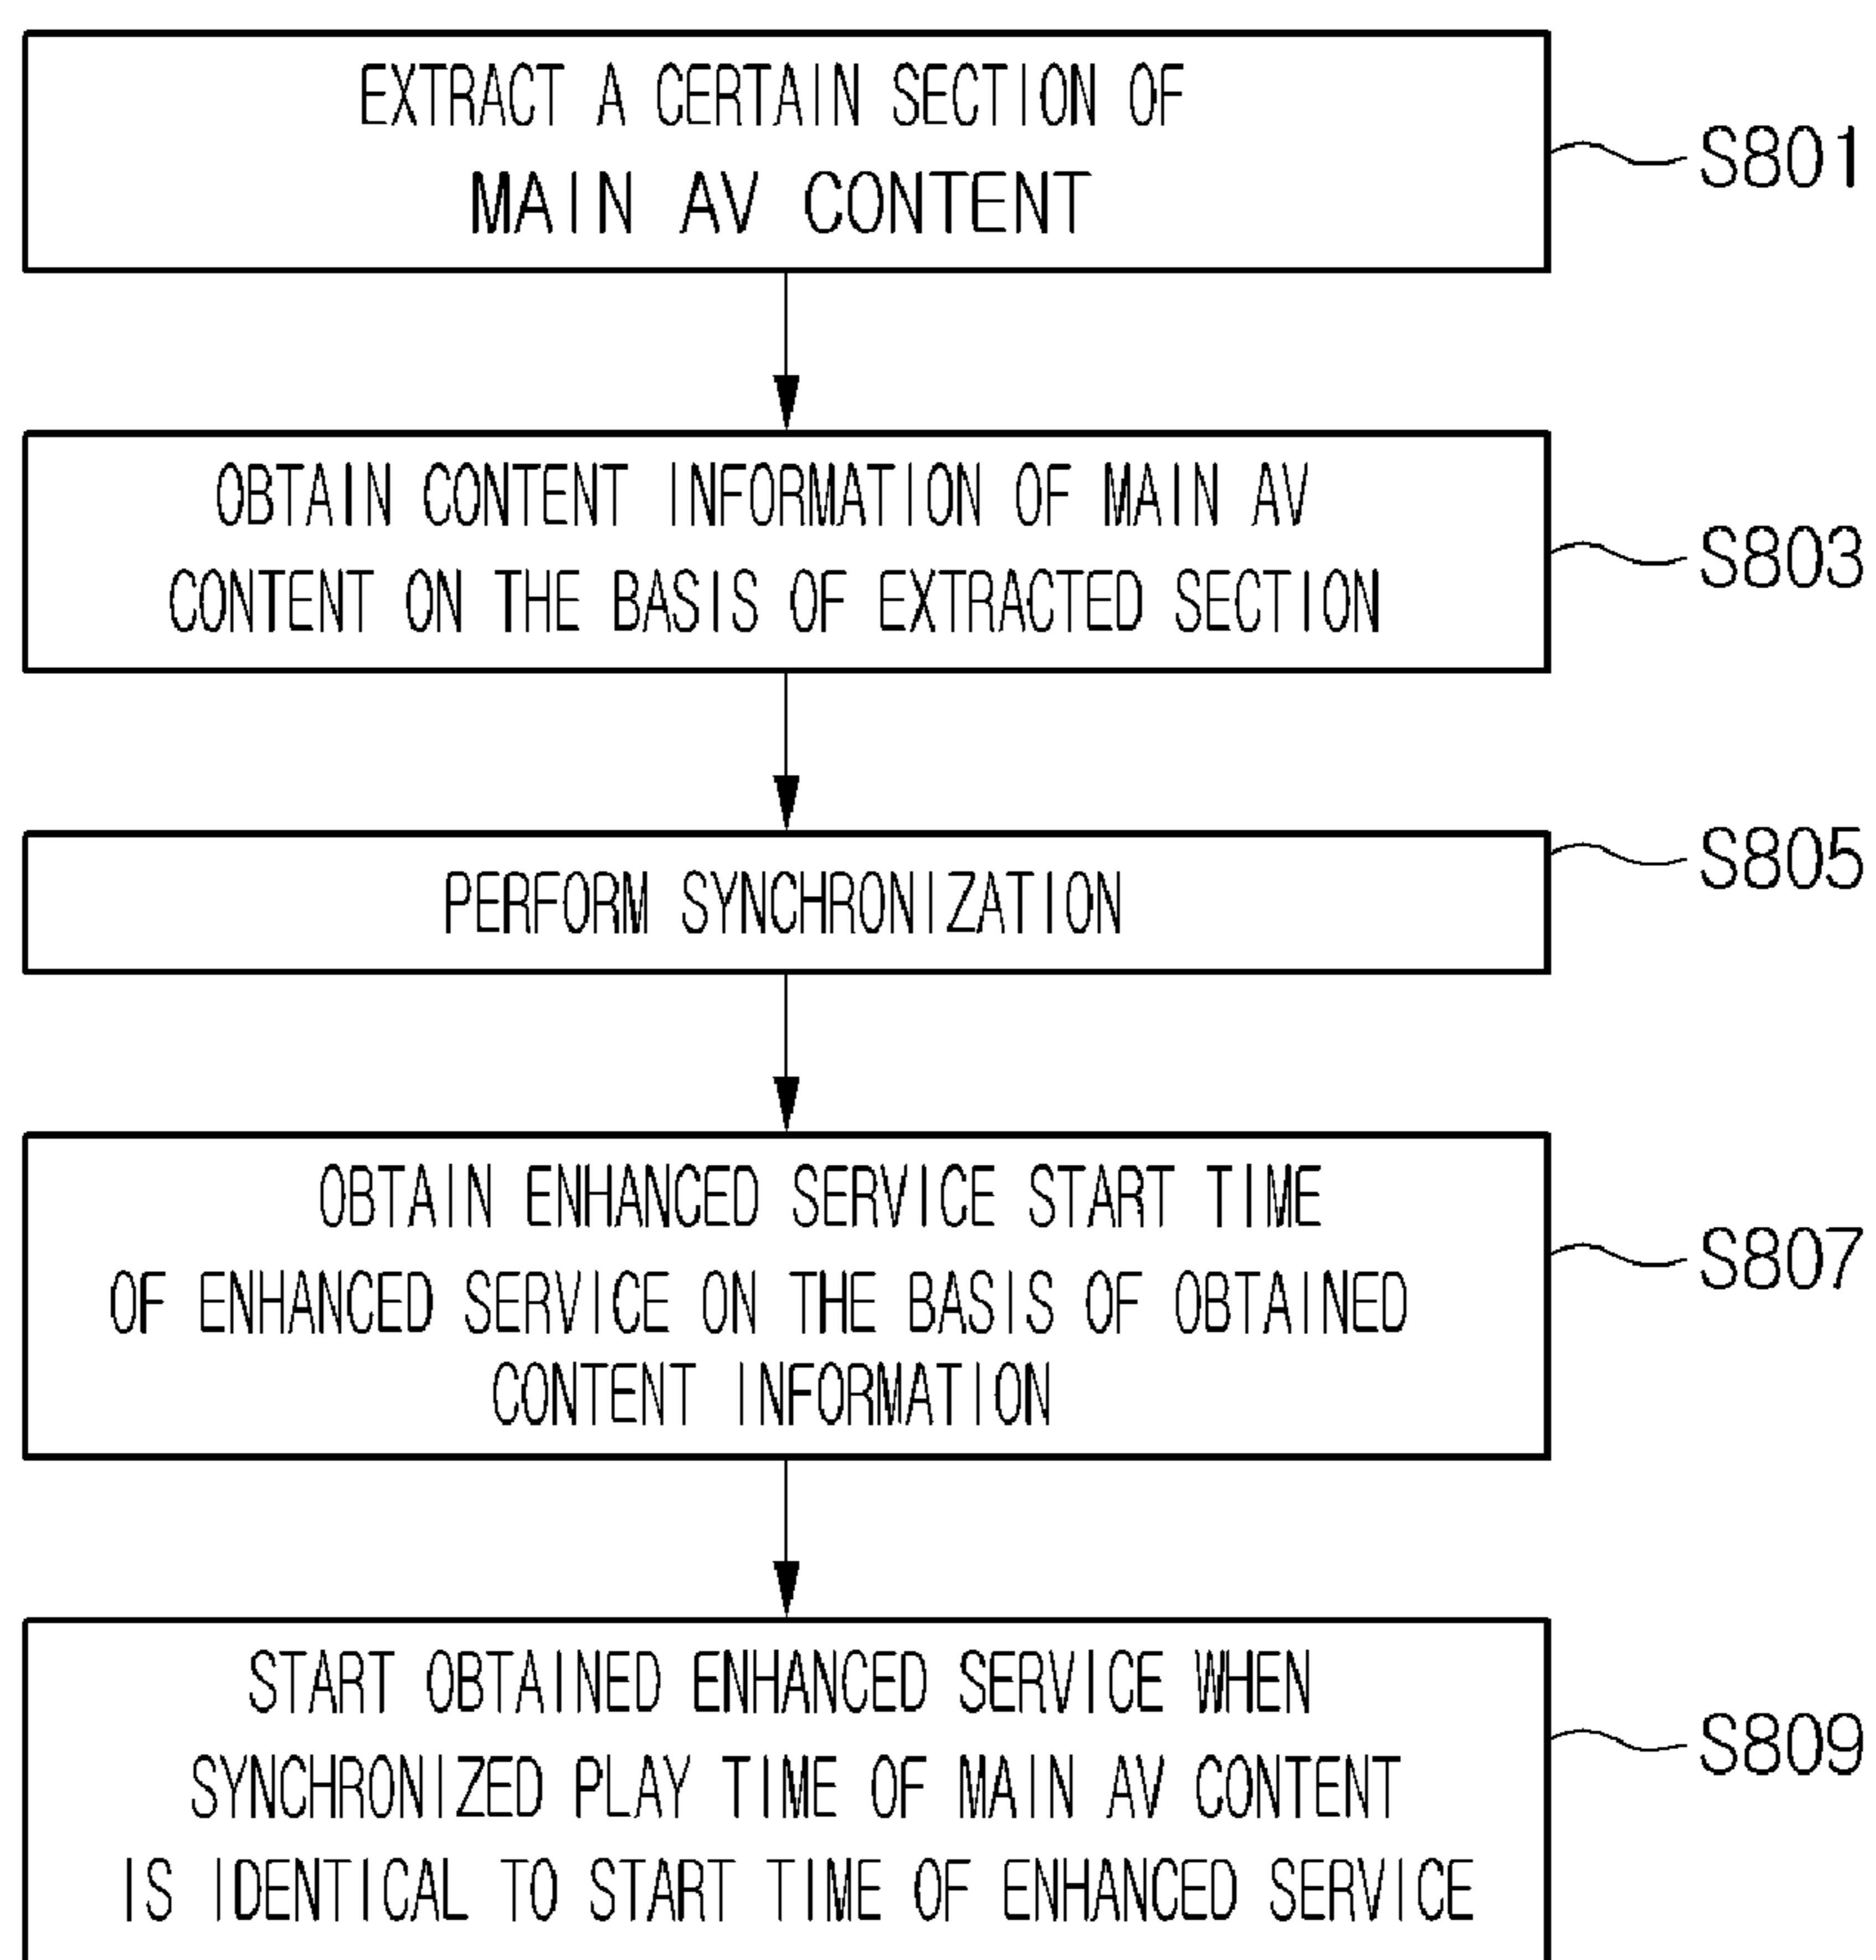 EXTRACT A CERTAIN SECTION OF
MAIN AV CONTENT
S801
OBTAIN CONTENT INFORMATION OF MAIN AV
CONTENT ON THE BASIS OF EXTRACTED SECTION
S803
PERFORM SYNCHRONIZATION
S805
OBTAIN ENHANCED SERVICE START TIME
OF ENHANCED SERVICE ON THE BASIS OF OBTAINED
CONTENT INFORMATION
S807
START OBTAINED ENHANCED SERVICE WHEN
SYNCHRONIZED PLAY TIME OF MAIN AV CONTENT
IS IDENTICAL TO START TIME OF ENHANCED SERVICE
S809